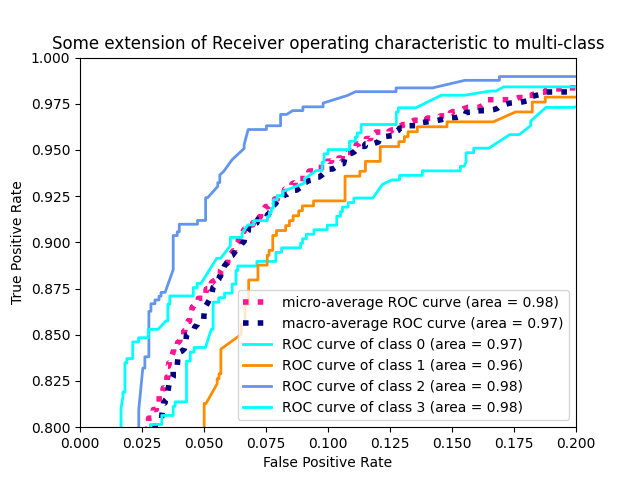 Some extension of Receiver operating characteristic to multi-class
1.000
0.975
0.950
0.925
0.900
0.875
0.850
0.825
0.800
True Positive Rate
micro-average ROC curve (area = 0.98)
macro-average ROC curve (area = 0.97)
ROC curve of class 0 (area = 0.97)
ROC curve of class 1 (area = 0.96)
ROC curve of class 2 (area = 0.98)
ROC curve of class 3 (area = 0.98)
0.000 0.025 0.050 0.075 0.100 0.125 0.150 0.175 0.200
False Positive Rate